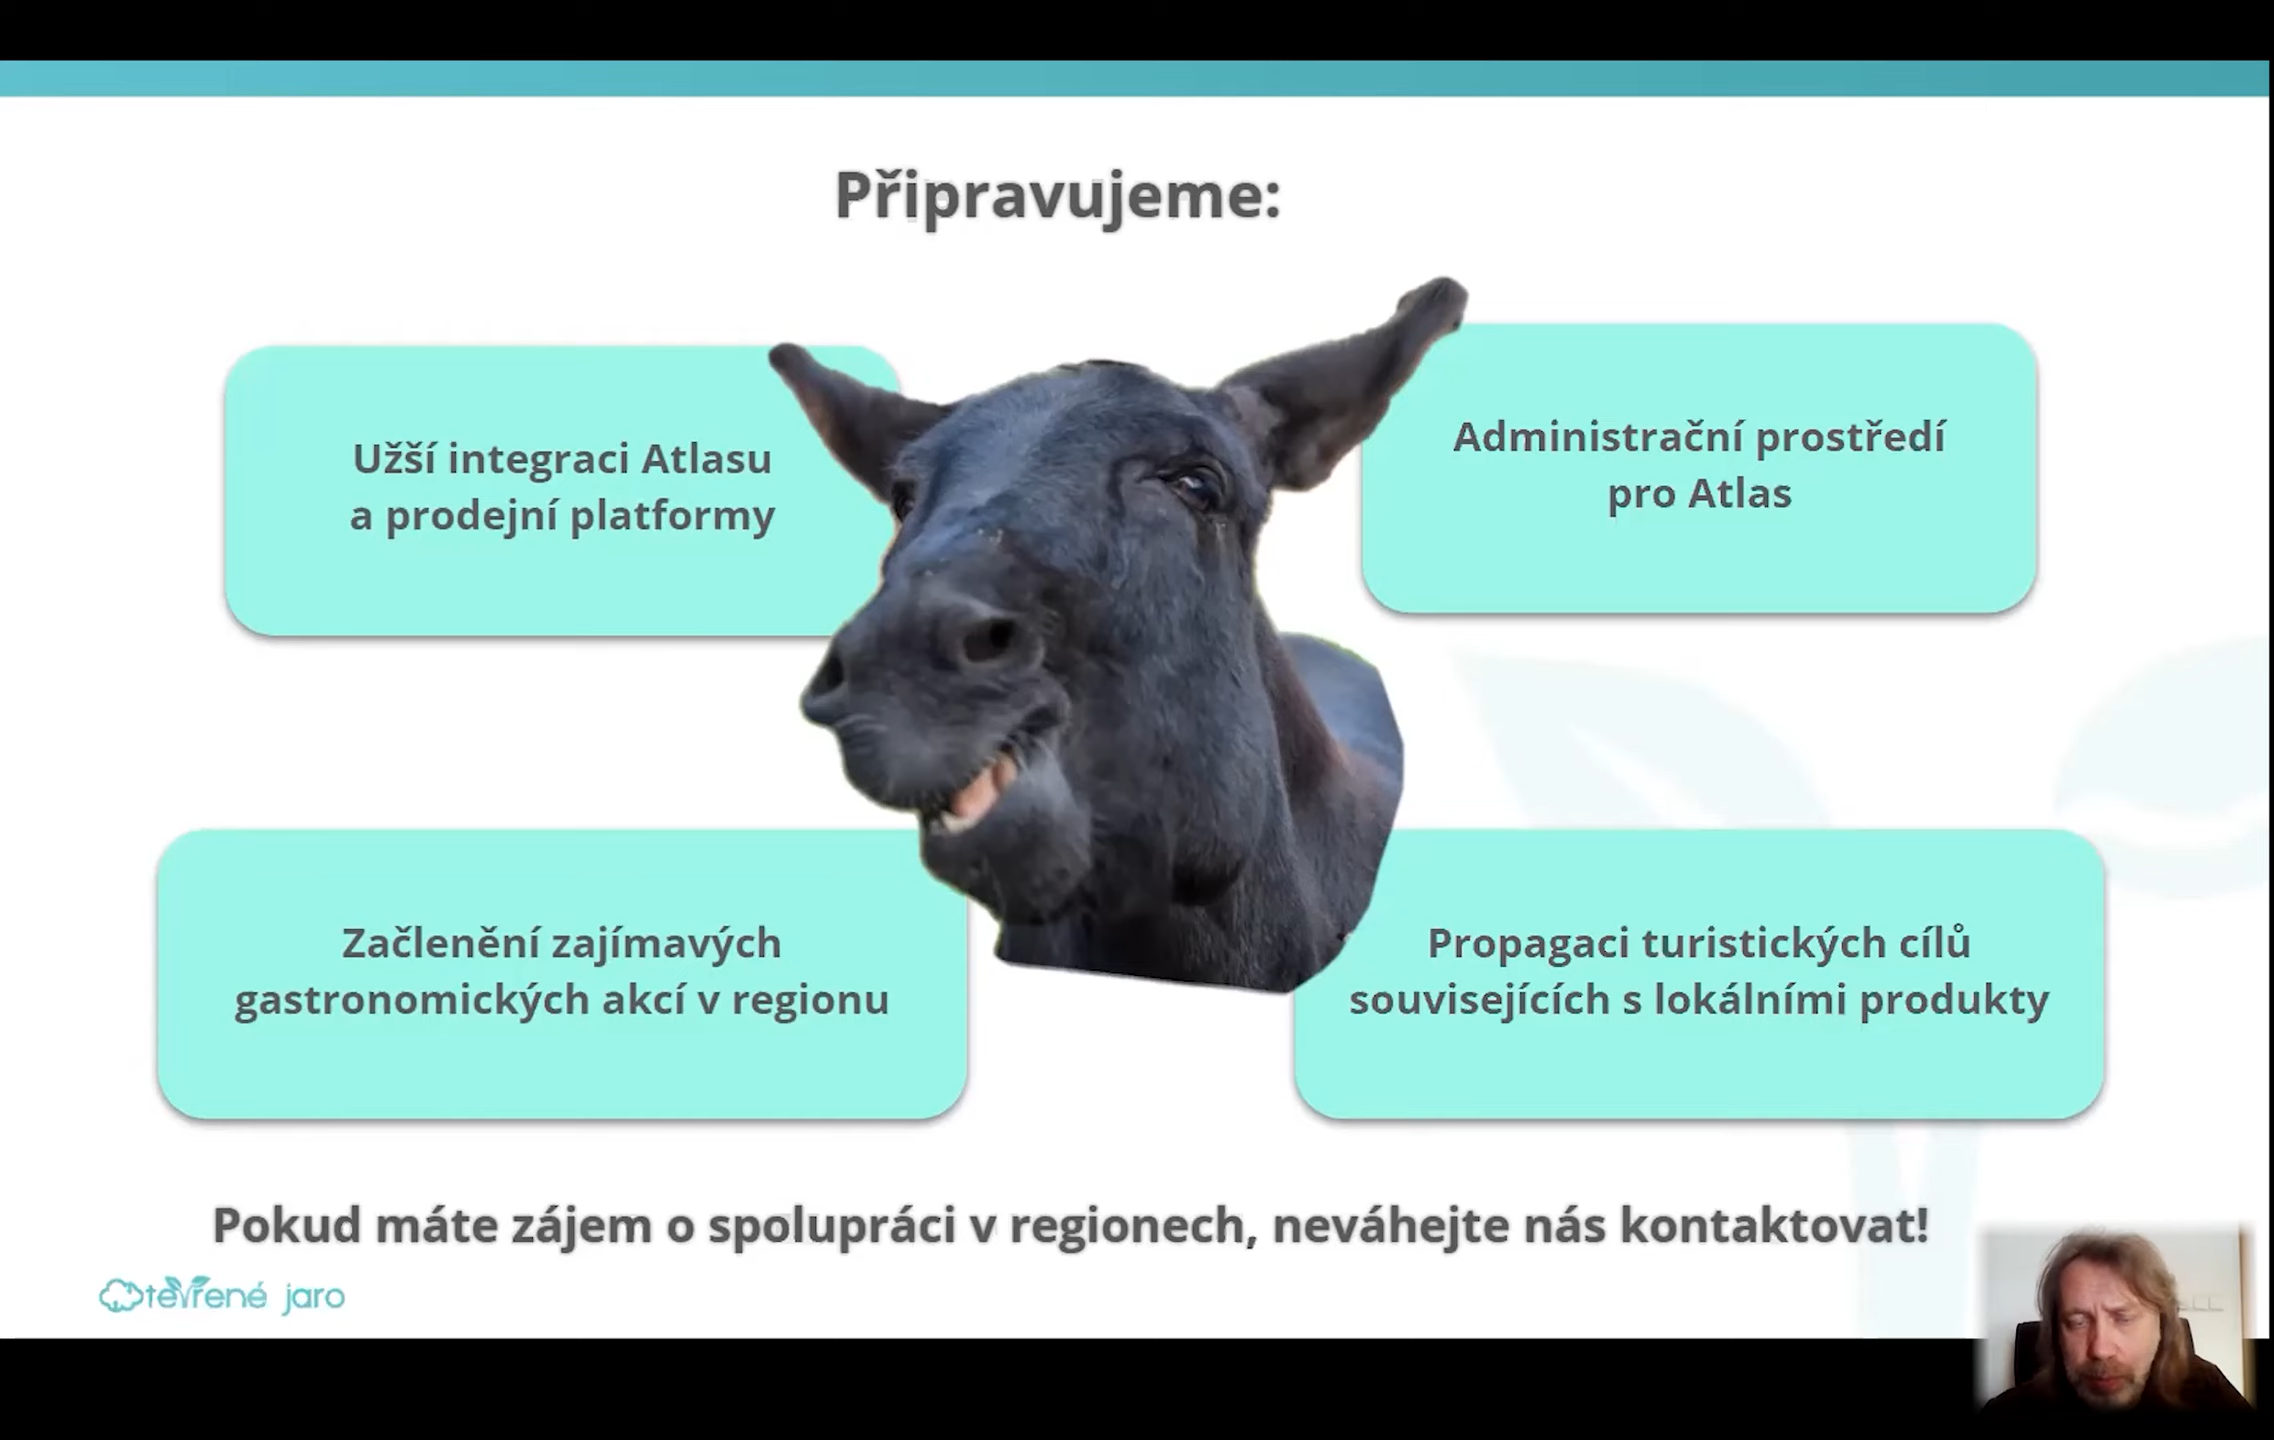 Připravujeme:
Užší integraci Atlasu
a prodejní platformy
Administrační prostředí
pro Atlas
Začlenění zajímavých
gastronomických akcí v regionu
Propagaci turistických cílů
souvisejících s lokálními produkty
Pokud máte zájem o spolupráci v regionech, neváhejte nás kontaktovat!
Otevřené jaro